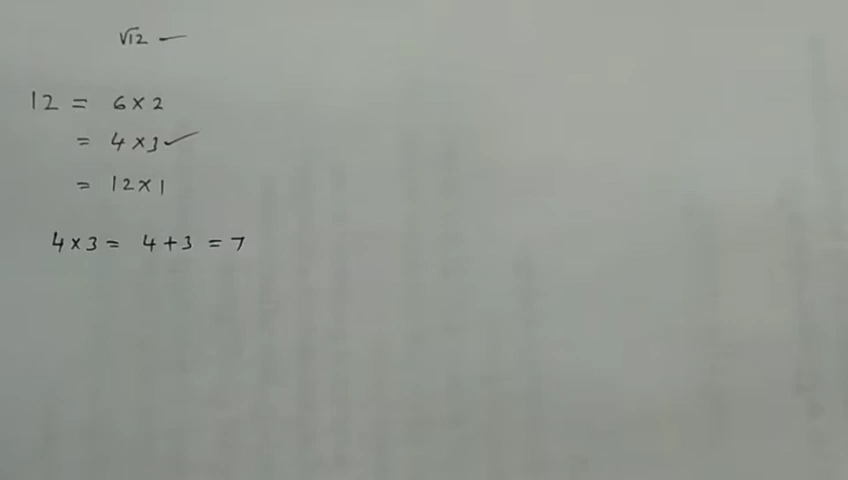 √12 —
12 = 6 × 2
= 4 × 3 ✓
= 12 × 1
4 × 3 = 4 + 3 = 7